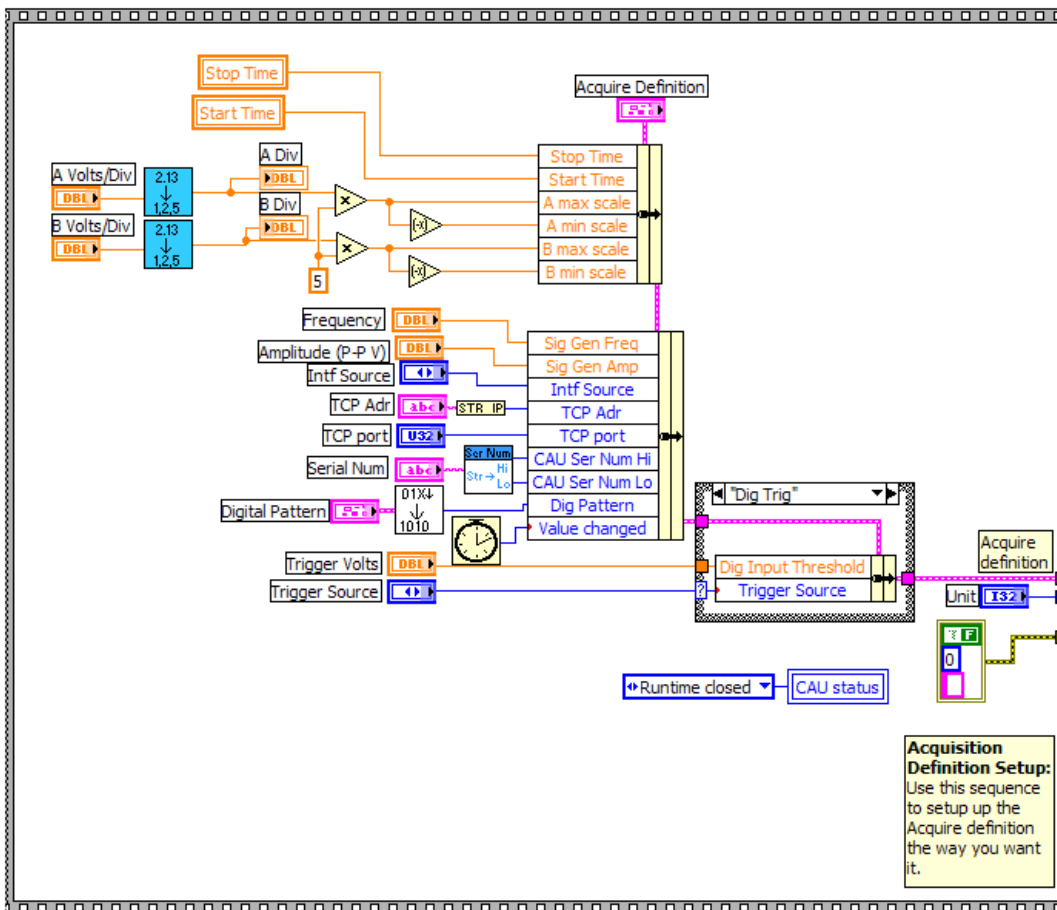 Stop Time
Acquire Definition
Start Time
A Volts/Div
DBL
2.13
1,2,5
A Div
DBL
B Volts/Div
DBL
2.13
1,2,5
B Div
DBL
x
(-x)
x
(-x)
5
Stop Time
Start Time
A max scale
A min scale
B max scale
B min scale
Frequency
DBL
Amplitude (P-P V)
DBL
Intf Source
TCP Adr
abc
STR IP
TCP port
U32
Serial Num
abc
Ser Num
Str→ Hi
Lo
Digital Pattern
01X↓
1010
Sig Gen Freq
Sig Gen Amp
Intf Source
TCP Adr
TCP port
CAU Ser Num Hi
CAU Ser Num Lo
Dig Pattern
Value changed
Trigger Volts
DBL
Trigger Source
"Dig Trig"
?
Dig Input Threshold
Trigger Source
Acquire
definition
Unit
I32
? F
0
Runtime closed
CAU status
Acquisition
Definition Setup:
Use this sequence
to setup up the
Acquire definition
the way you want
it.